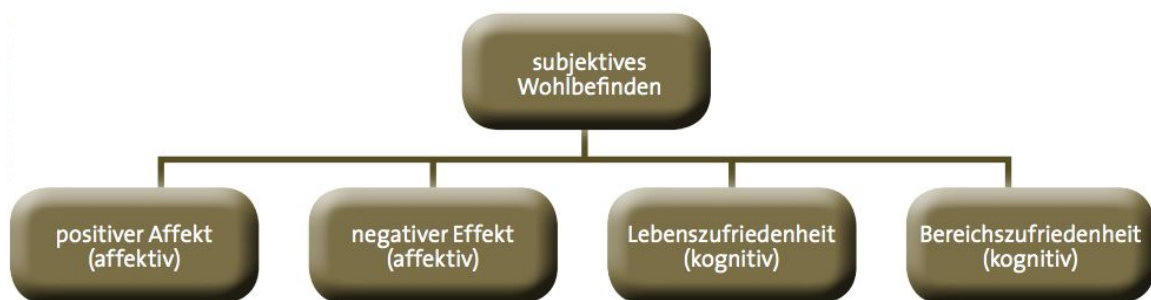 subjektives
Wohlbefinden
positiver Affekt
(affektiv)
negativer Effekt
(affektiv)
Lebenszufriedenheit
(kognitiv)
Bereichszufriedenheit
(kognitiv)